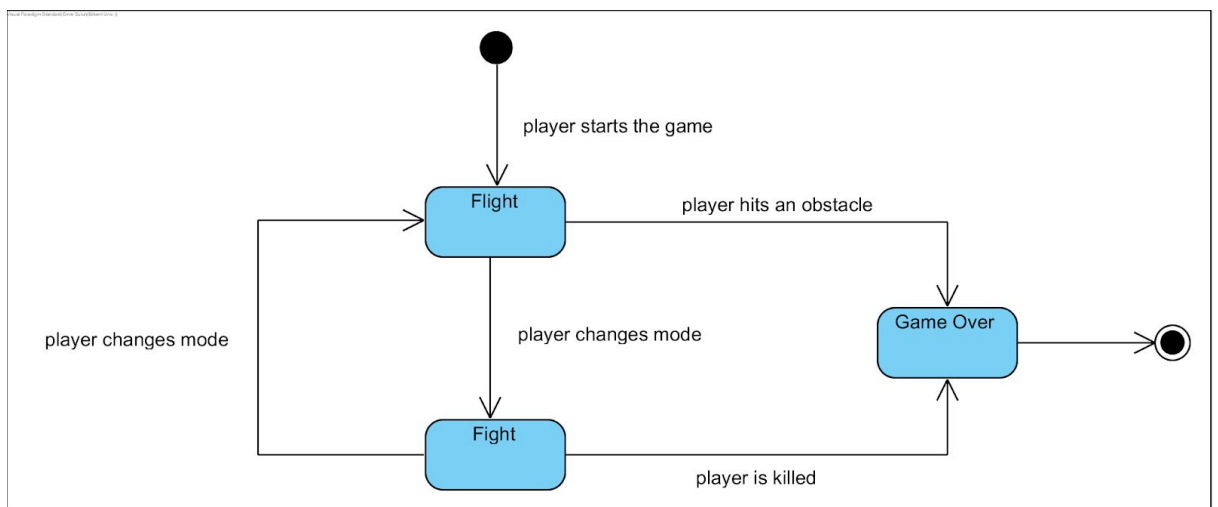 player starts the game
Flight
player hits an obstacle
Game Over
player changes mode
player changes mode
Fight
player is killed